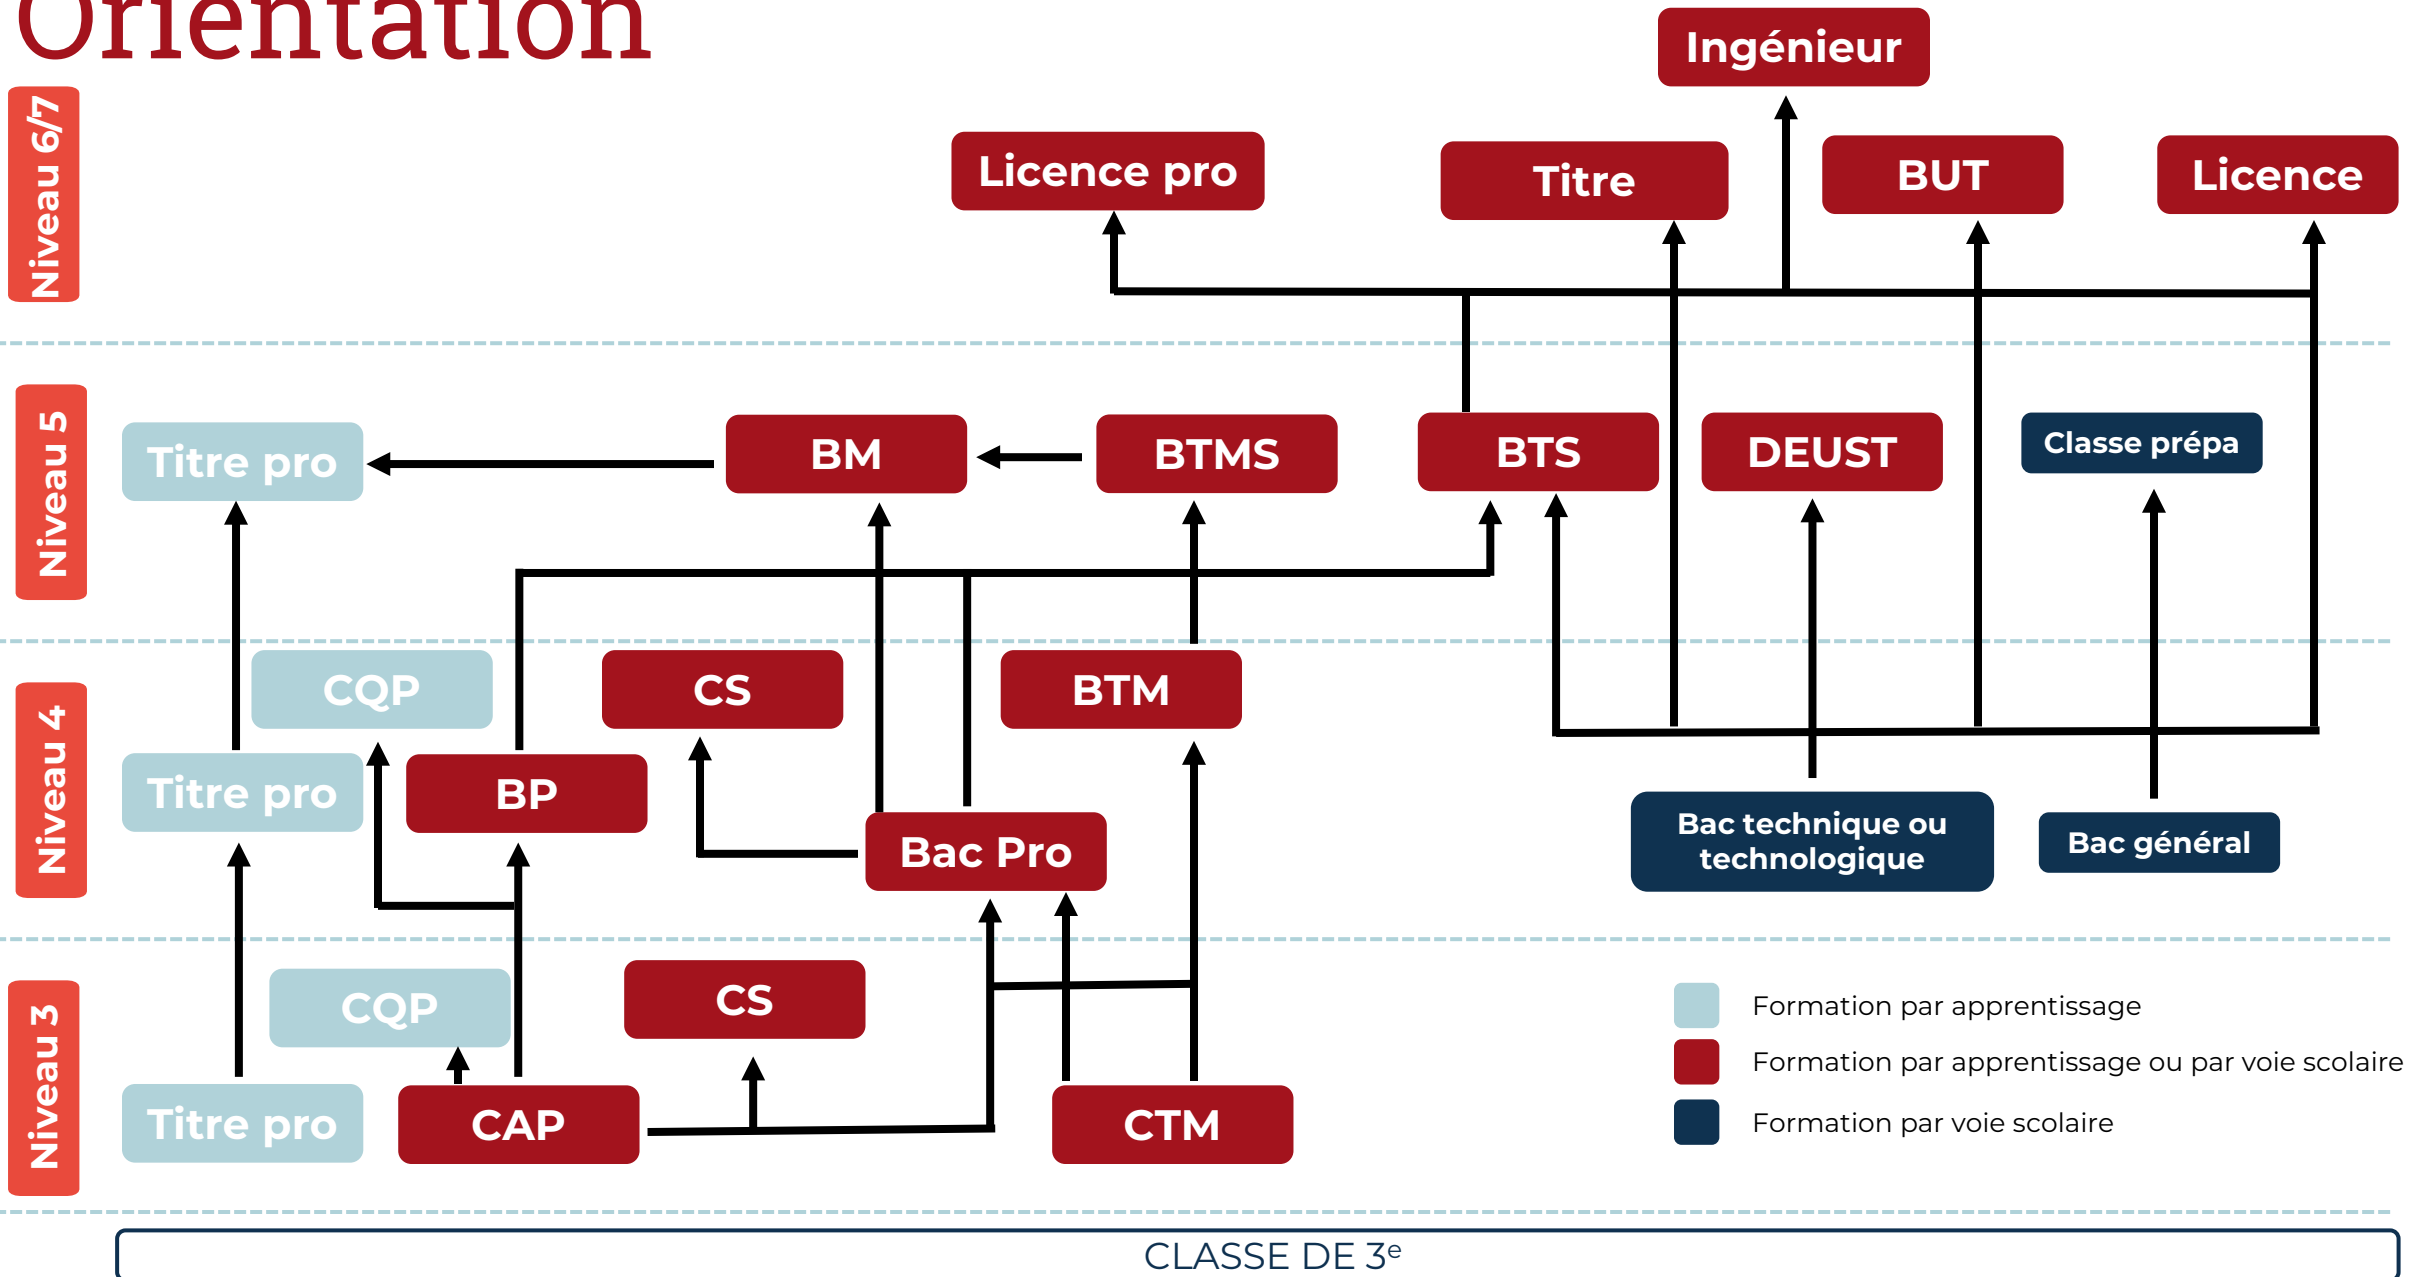 Orientation
Niveau 6/7
Ingénieur
Licence pro
Titre
BUT
Licence
Niveau 5
Titre pro
BM
BTMS
BTS
DEUST
Classe prépa
Niveau 4
CQP
CS
BTM
Titre pro
BP
Bac Pro
Bac technique ou
technologique
Bac général
Niveau 3
CQP
CS
Titre pro
CAP
CTM
Formation par apprentissage
Formation par apprentissage ou par voie scolaire
Formation par voie scolaire
CLASSE DE 3ᵉ